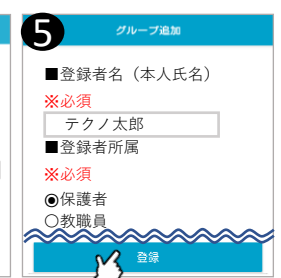 ❺
グループ追加
■登録者名（本人氏名）
※必須
テクノ太郎
■登録者所属
※必須
◉保護者
○教職員
登録